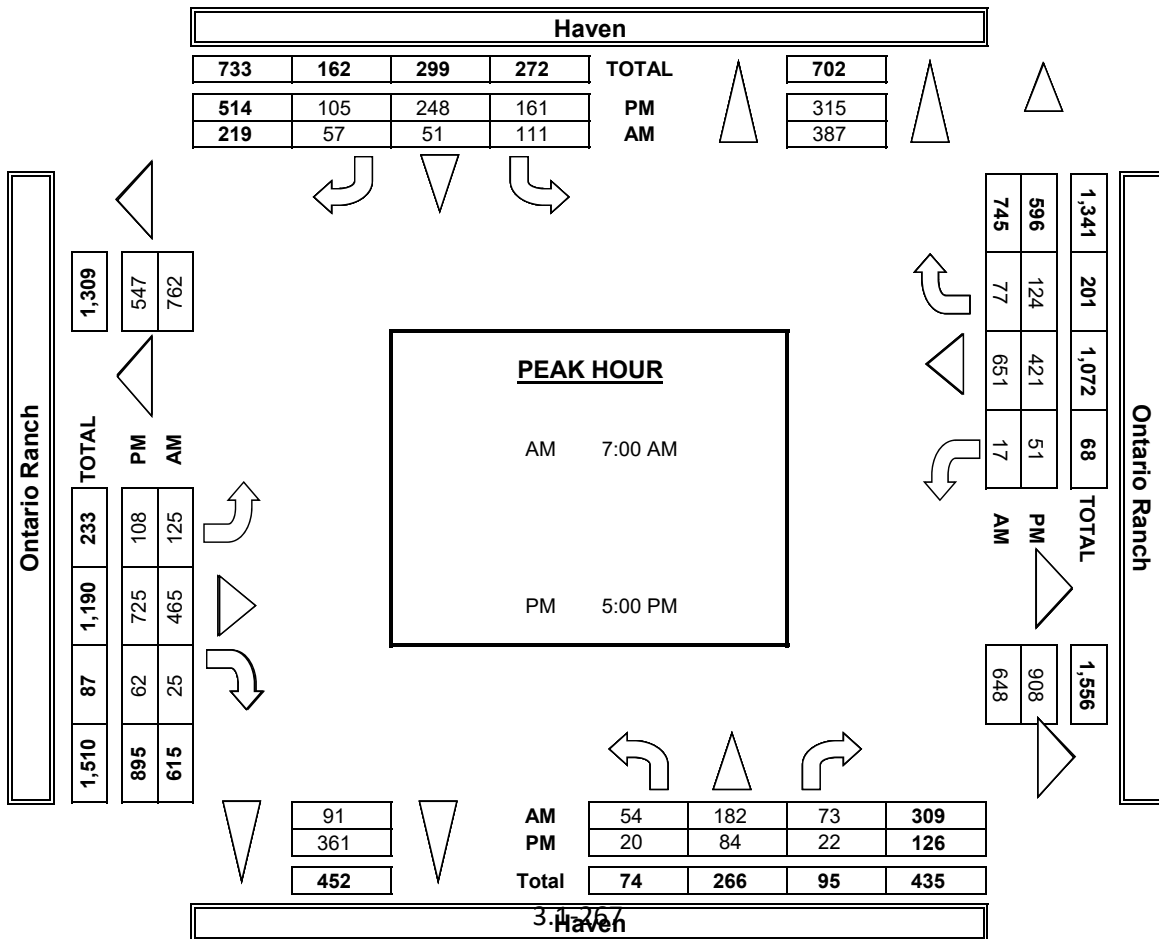 Haven
733 162 299 272 TOTAL 702
514 105 248 161 PM 315
219 57 51 111 AM 387
Ontario Ranch
1,309
547
762
TOTAL
PM
AM
233 1,190 87 1,510
108 725 62 895
125 465 25 615
PEAK HOUR
AM 7:00 AM
PM 5:00 PM
1,341 201 1,072 68 TOTAL
596 124 421 51 PM
745 77 651 17 AM
1,556
908
648
Ontario Ranch
91 AM 54 182 73 309
361 PM 20 84 22 126
452 Total 74 266 95 435
3.1-267
Haven